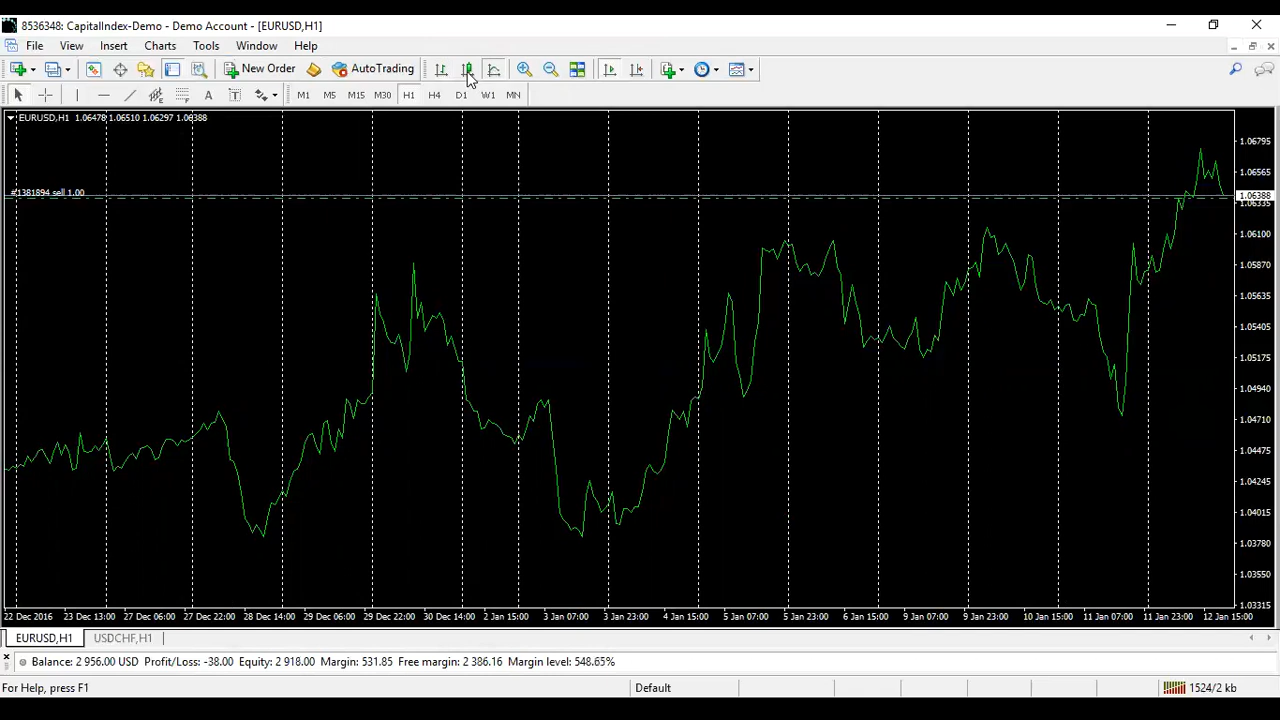 8536348: CapitalIndex-Demo - Demo Account - [EURUSD,H1]
File View Insert Charts Tools Window Help
New Order AutoTrading
A T M1 M5 M15 M30 H1 H4 D1 W1 MN
EURUSD,H1 1.06478 1.06510 1.06297 1.06388
1.06795
1.06565
#1381894 sell 1.00
1.06388
1.06335
1.06100
1.05870
1.05635
1.05405
1.05175
1.04940
1.04710
1.04475
1.04245
1.04015
1.03780
1.03550
1.03315
22 Dec 2016 23 Dec 13:00 27 Dec 06:00 27 Dec 22:00 28 Dec 14:00 29 Dec 06:00 29 Dec 22:00 30 Dec 14:00 2 Jan 15:00 3 Jan 07:00 3 Jan 23:00 4 Jan 15:00 5 Jan 07:00 5 Jan 23:00 6 Jan 15:00 9 Jan 07:00 9 Jan 23:00 10 Jan 15:00 11 Jan 07:00 11 Jan 23:00 12 Jan 15:00
EURUSD,H1 USDCHF,H1
Balance: 2 956.00 USD Profit/Loss: -38.00 Equity: 2 918.00 Margin: 531.85 Free margin: 2 386.16 Margin level: 548.65%
For Help, press F1 Default 1524/2 kb